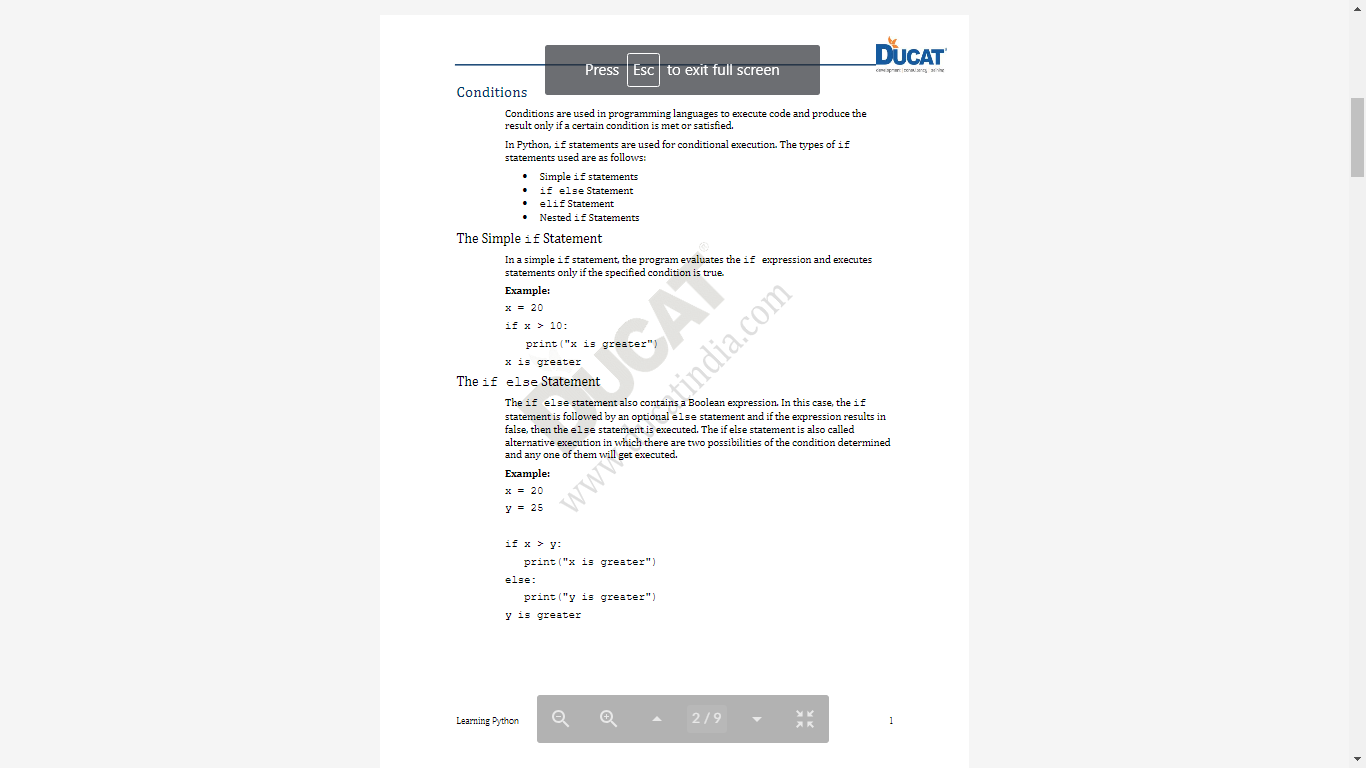 DUCAT
Press Esc to exit full screen
Conditions
Conditions are used in programming languages to execute code and produce the
result only if a certain condition is met or satisfied.
In Python, if statements are used for conditional execution. The types of if
statements used are as follows:
• Simple if statements
• if else Statement
• elif Statement
• Nested if Statements
The Simple if Statement
In a simple if statement, the program evaluates the if expression and executes
statements only if the specified condition is true.
Example:
x = 20
if x > 10:
print("x is greater")
x is greater
The if else Statement
The if else statement also contains a Boolean expression. In this case, the if
statement is followed by an optional else statement and if the expression results in
false, then the else statement is executed. The if else statement is also called
alternative execution in which there are two possibilities of the condition determined
and any one of them will get executed.
Example:
x = 20
y = 25
if x > y:
print("x is greater")
else:
print("y is greater")
y is greater
DUCAT®
www.ducatindia.com
Learning Python
2 / 9
1